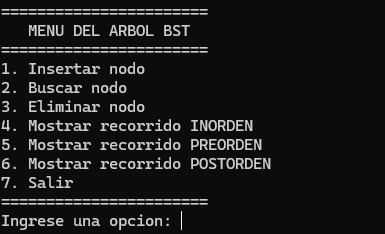 =======================
MENU DEL ARBOL BST
=======================
1. Insertar nodo
2. Buscar nodo
3. Eliminar nodo
4. Mostrar recorrido INORDEN
5. Mostrar recorrido PREORDEN
6. Mostrar recorrido POSTORDEN
7. Salir
=======================
Ingrese una opcion: